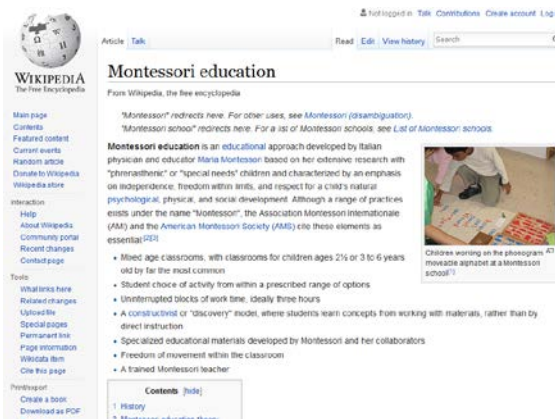 Not logged in Talk Contributions Create account Log
Article Talk Read Edit View history Search
WIKIPEDIA
The Free Encyclopedia
Main page
Contents
Featured content
Current events
Random article
Donate to Wikipedia
Wikipedia store
Interaction
Help
About Wikipedia
Community portal
Recent changes
Contact page
Tools
What links here
Related changes
Upload file
Special pages
Permanent link
Page information
Wikidata item
Cite this page
Print/export
Create a book
Download as PDF
Montessori education
From Wikipedia, the free encyclopedia
"Montessori" redirects here. For other uses, see Montessori (disambiguation).
"Montessori school" redirects here. For a list of Montessori schools, see List of Montessori schools.
Montessori education is an educational approach developed by Italian
physician and educator Maria Montessori based on her extensive research with
"phrenasthenic" or "special needs" children and characterized by an emphasis
on independence, freedom within limits, and respect for a child's natural
psychological, physical, and social development. Although a range of practices
exists under the name "Montessori", the Association Montessori Internationale
(AMI) and the American Montessori Society (AMS) cite these elements as
essential:[2][3]
• Mixed age classrooms, with classrooms for children ages 2½ or 3 to 6 years
old by far the most common
• Student choice of activity from within a prescribed range of options
• Uninterrupted blocks of work time, ideally three hours
• A constructivist or "discovery" model, where students learn concepts from working with materials, rather than by
direct instruction
• Specialized educational materials developed by Montessori and her collaborators
• Freedom of movement within the classroom
• A trained Montessori teacher
Children working on the phonogram
moveable alphabet at a Montessori
school[1]
Contents [hide]
1 History
2 Montessori education theory